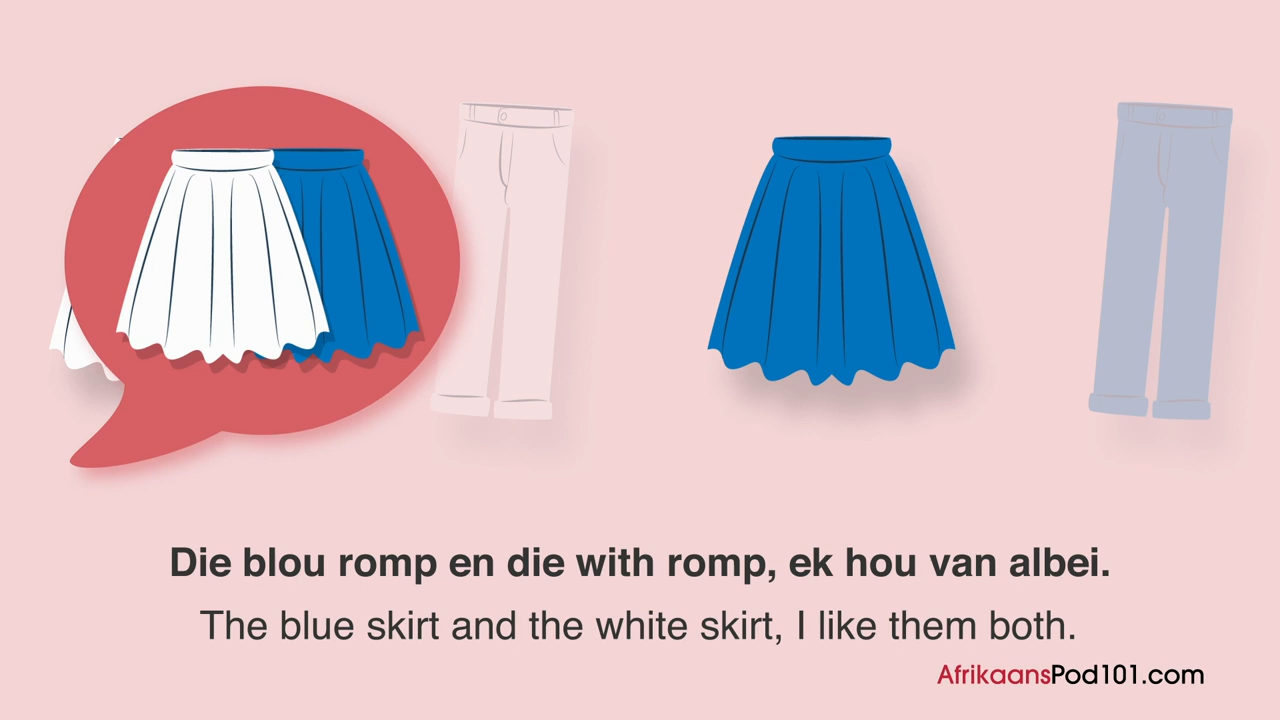 Die blou romp en die with romp, ek hou van albei.
The blue skirt and the white skirt, I like them both.
AfrikaansPod101.com